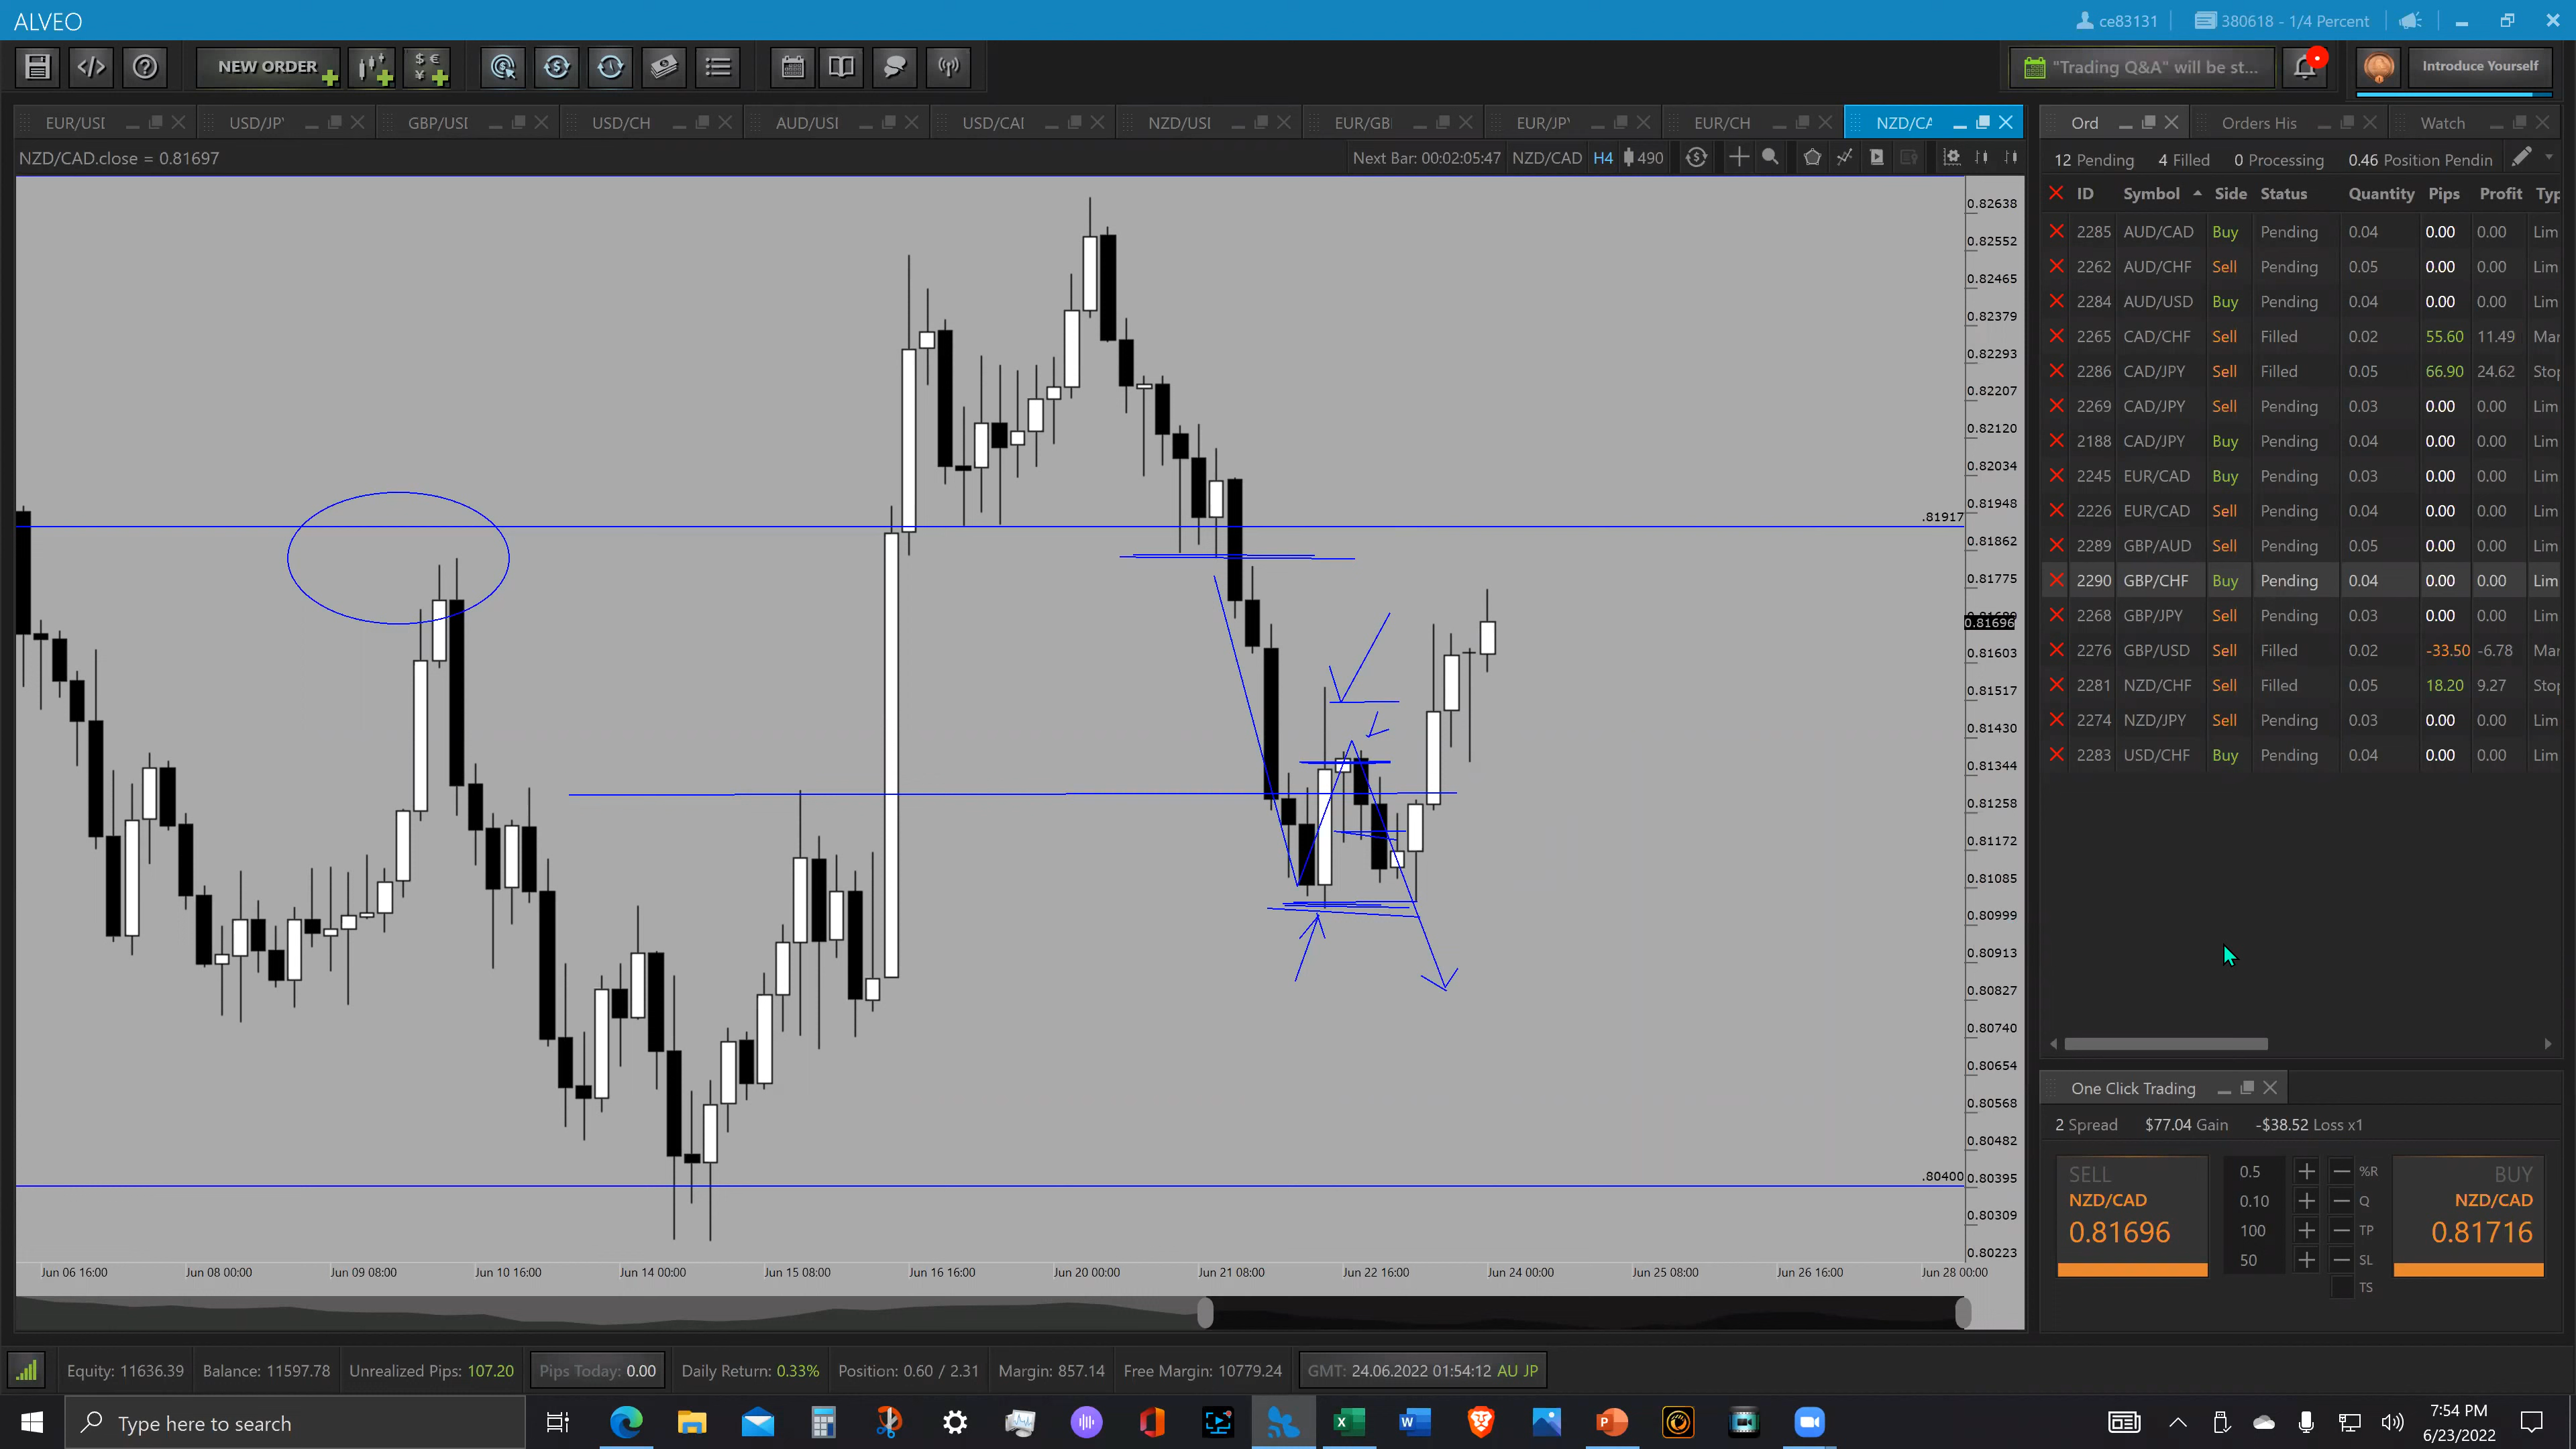 ALVEO
ce83131
380618 - 1/4 Percent
NEW ORDER
"Trading Q&A" will be st...
Introduce Yourself
EUR/USI
USD/JP'
GBP/USI
USD/CH
AUD/USI
USD/CAI
NZD/USI
EUR/GB
EUR/JP'
EUR/CH
NZD/CA
Ord
Orders His
Watch
NZD/CAD.close = 0.81697
Next Bar: 00:02:05:47 NZD/CAD H4 490
12 Pending 4 Filled 0 Processing 0.46 Position Pendin
ID Symbol Side Status Quantity Pips Profit Typ
2285 AUD/CAD Buy Pending 0.04 0.00 0.00 Lim
2262 AUD/CHF Sell Pending 0.05 0.00 0.00 Lim
2284 AUD/USD Buy Pending 0.04 0.00 0.00 Lim
2265 CAD/CHF Sell Filled 0.02 55.60 11.49 Mar
2286 CAD/JPY Sell Filled 0.05 66.90 24.62 Stop
2269 CAD/JPY Sell Pending 0.03 0.00 0.00 Lim
2188 CAD/JPY Buy Pending 0.04 0.00 0.00 Lim
2245 EUR/CAD Buy Pending 0.03 0.00 0.00 Lim
2226 EUR/CAD Sell Pending 0.04 0.00 0.00 Lim
2289 GBP/AUD Sell Pending 0.05 0.00 0.00 Lim
2290 GBP/CHF Buy Pending 0.04 0.00 0.00 Lim
2268 GBP/JPY Sell Pending 0.03 0.00 0.00 Lim
2276 GBP/USD Sell Filled 0.02 -33.50 -6.78 Mar
2281 NZD/CHF Sell Filled 0.05 18.20 9.27 Stop
2274 NZD/JPY Sell Pending 0.03 0.00 0.00 Lim
2283 USD/CHF Buy Pending 0.04 0.00 0.00 Lim
0.82638
0.82552
0.82465
0.82379
0.82293
0.82207
0.82120
0.82034
0.81948
.81917
0.81862
0.81775
0.81696
0.81603
0.81517
0.81430
0.81344
0.81258
0.81172
0.81085
0.80999
0.80913
0.80827
0.80740
0.80654
0.80568
0.80482
.80400
0.80395
0.80309
0.80223
Jun 06 16:00
Jun 08 00:00
Jun 09 08:00
Jun 10 16:00
Jun 14 00:00
Jun 15 08:00
Jun 16 16:00
Jun 20 00:00
Jun 21 08:00
Jun 22 16:00
Jun 24 00:00
Jun 25 08:00
Jun 26 16:00
Jun 28 00:00
One Click Trading
2 Spread $77.04 Gain -$38.52 Loss x1
SELL
NZD/CAD
0.81696
0.5 %R
0.10 Q
100 TP
50 SL
TS
BUY
NZD/CAD
0.81716
Equity: 11636.39
Balance: 11597.78
Unrealized Pips: 107.20
Pips Today: 0.00
Daily Return: 0.33%
Position: 0.60 / 2.31
Margin: 857.14
Free Margin: 10779.24
GMT: 24.06.2022 01:54:12 AU JP
Type here to search
7:54 PM
6/23/2022